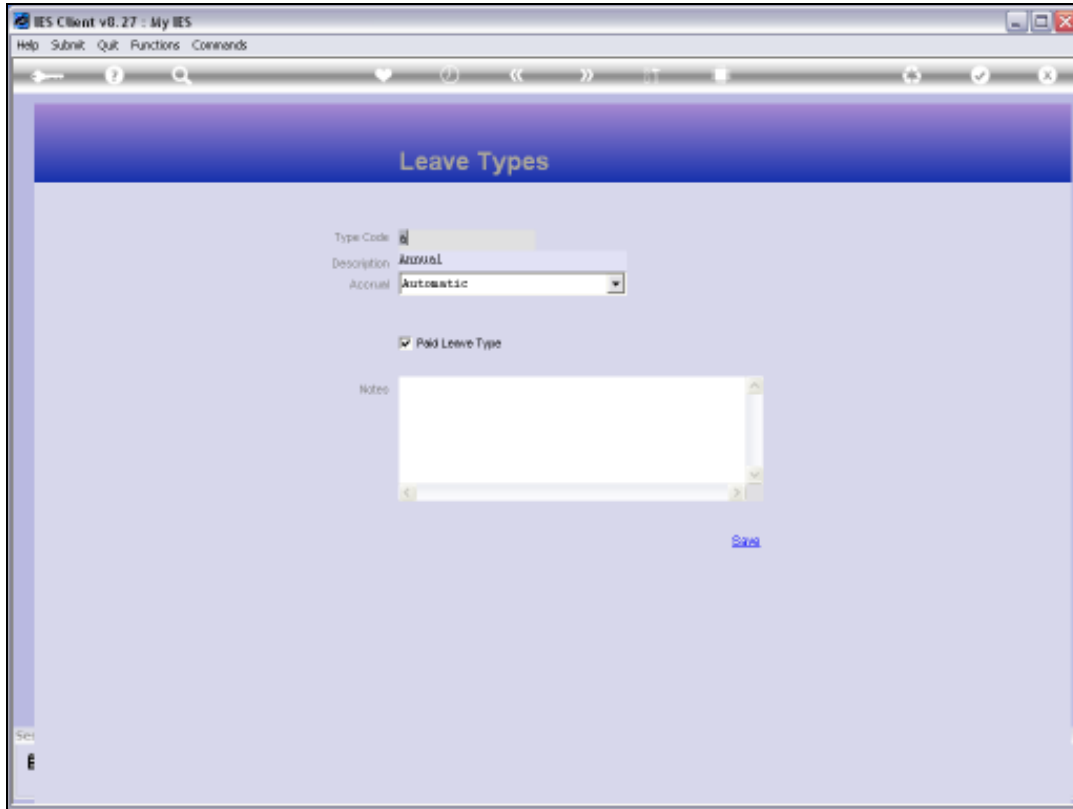 IES Client v8.27 : My IES
Help Submit Quit Functions Commands
Leave Types
Type Code a
Description Annual
Accrual Automatic
Paid Leave Type
Notes
Save